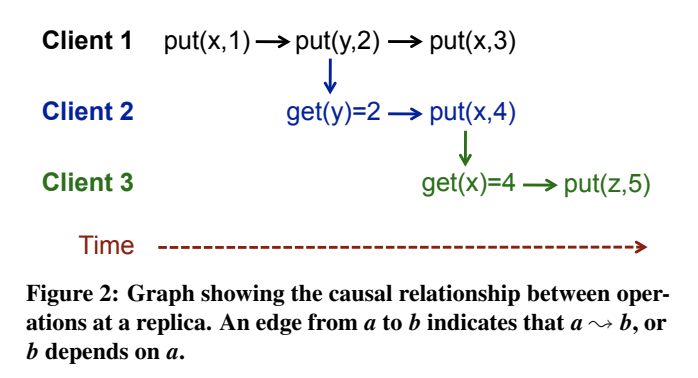 Client 1 put(x,1) → put(y,2) → put(x,3)
Client 2 get(y)=2 → put(x,4)
Client 3 get(x)=4 → put(z,5)
Time
Figure 2: Graph showing the causal relationship between oper-
ations at a replica. An edge from a to b indicates that a ⇝ b, or
b depends on a.